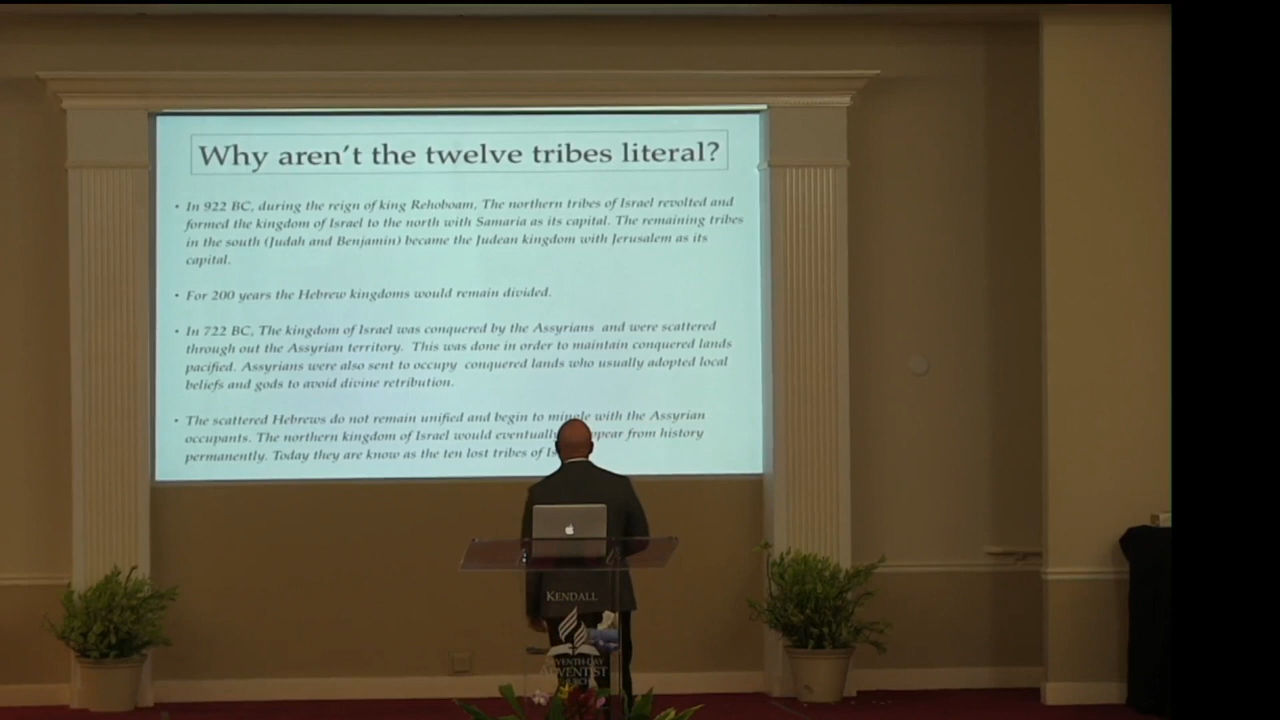 Why aren't the twelve tribes literal?
• In 922 BC, during the reign of king Rehoboam, The northern tribes of Israel revolted and
formed the kingdom of Israel to the north with Samaria as its capital. The remaining tribes
in the south (Judah and Benjamin) became the Judean kingdom with Jerusalem as its
capital.
• For 200 years the Hebrew kingdoms would remain divided.
• In 722 BC, The kingdom of Israel was conquered by the Assyrians and were scattered
through out the Assyrian territory. This was done in order to maintain conquered lands
pacified. Assyrians were also sent to occupy conquered lands who usually adopted local
beliefs and gods to avoid divine retribution.
• The scattered Hebrews do not remain unified and begin to mingle with the Assyrian
occupants. The northern kingdom of Israel would from history
permanently. Today they are know as the ten lost tribes of
KENDALL
SEVENTH-DAY
ADVENTIST